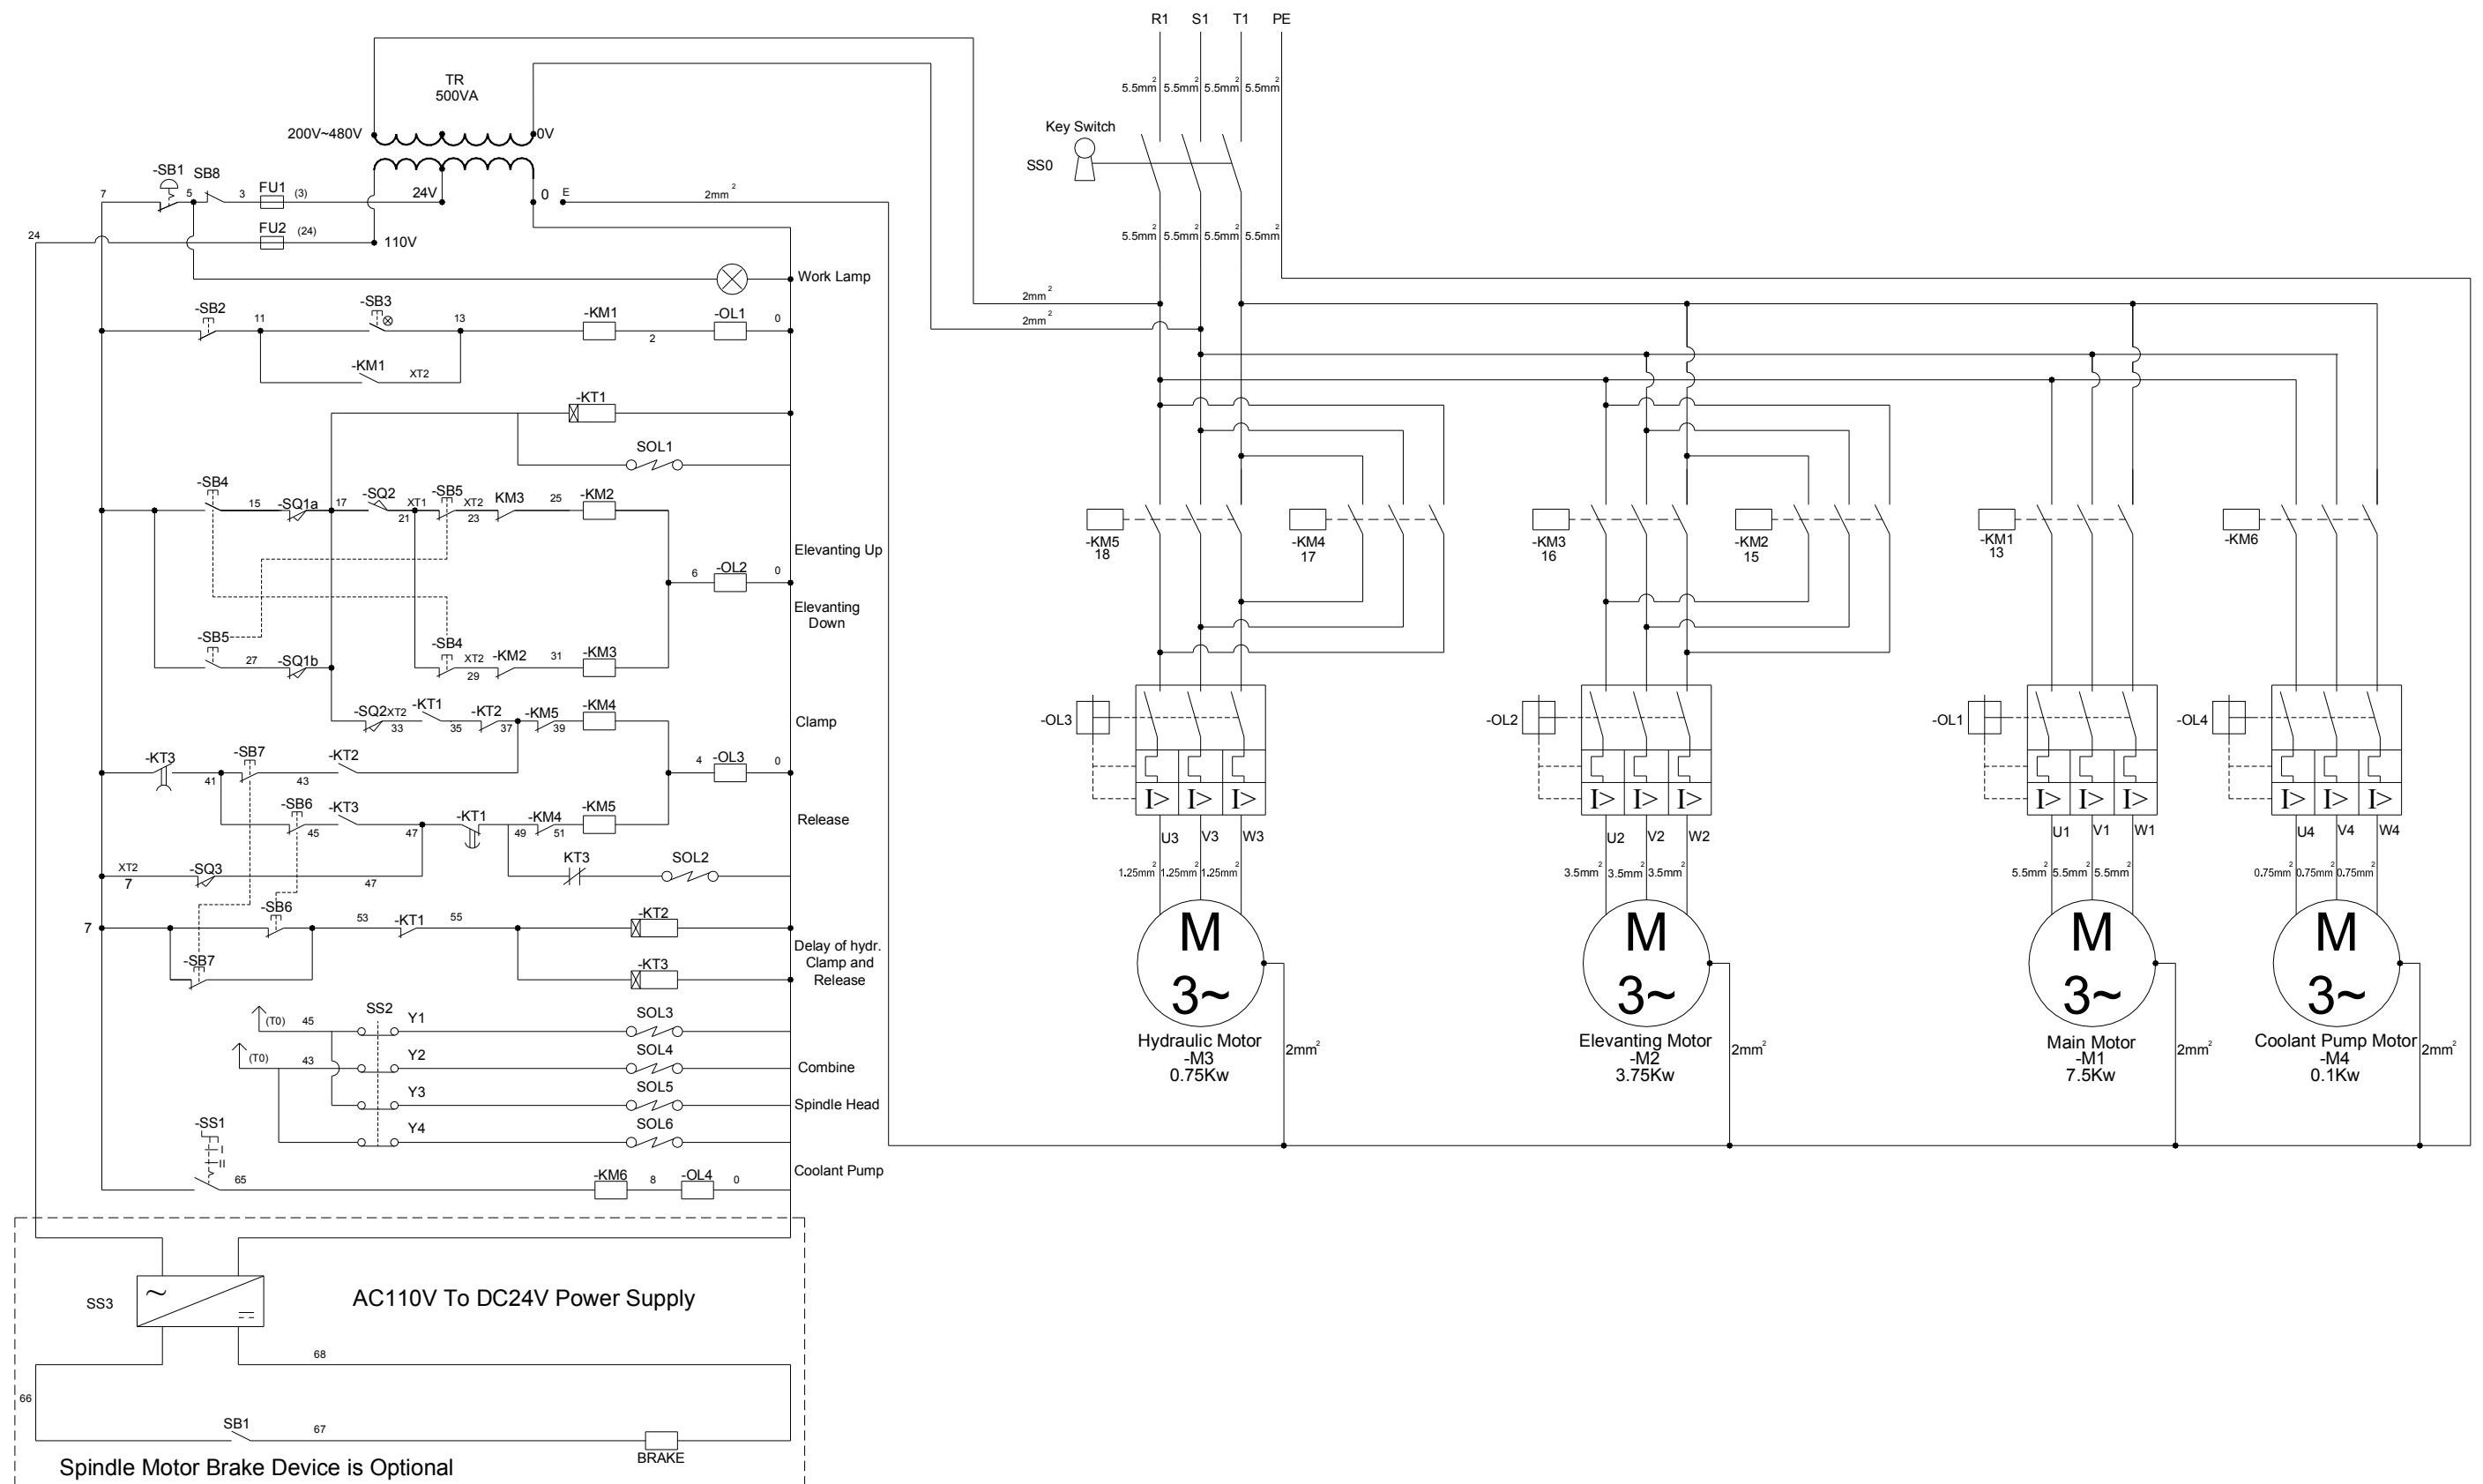 R1 S1 T1 PE
TR
500VA
5.5mm² 5.5mm² 5.5mm² 5.5mm²
Key Switch
SS0
200V~480V 0V
-SB1 SB8 FU1 (3) 24V 0 E 2mm²
7 5 3
24 FU2 (24) 110V
5.5mm² 5.5mm² 5.5mm² 5.5mm²
Work Lamp
2mm²
2mm²
-SB2 11 -SB3 13 -KM1 2 -OL1 0
-KM1 XT2
-KT1
SOL1
-SB4 15 -SQ1a 17 -SQ2 XT1 21 -SB5 XT2 23 KM3 25 -KM2
Elevanting Up
6 -OL2 0
Elevanting
Down
-SB5 27 -SQ1b -SB4 XT2 29 -KM2 31 -KM3
-SQ2 XT2 33 -KT1 35 -KT2 37 -KM5 39 -KM4
Clamp
-KT3 41 -SB7 43 -KT2 4 -OL3 0
-SB6 45 -KT3 47 -KT1 49 -KM4 51 -KM5
Release
XT2 7 -SQ3 47 KT3 SOL2
7 -SB6 53 -KT1 55 -KT2
-SB7 -KT3
Delay of hydr.
Clamp and
Release
(T0) 45 SS2 Y1 SOL3
(T0) 43 Y2 SOL4
Combine
Y3 SOL5
Spindle Head
Y4 SOL6
-SS1
I
II
65 -KM6 8 -OL4 0
Coolant Pump
SS3 ~ AC110V To DC24V Power Supply
68
66
SB1 67 BRAKE
Spindle Motor Brake Device is Optional
-KM5
18
-KM4
17
-KM3
16
-KM2
15
-KM1
13
-KM6
-OL3 -OL2 -OL1 -OL4
I> I> I> I> I> I> I> I> I> I> I> I>
U3 V3 W3 U2 V2 W2 U1 V1 W1 U4 V4 W4
1.25mm² 1.25mm² 1.25mm² 3.5mm² 3.5mm² 3.5mm² 5.5mm² 5.5mm² 5.5mm² 0.75mm² 0.75mm² 0.75mm²
M M M M
3~ 3~ 3~ 3~
Hydraulic Motor
-M3
0.75Kw
2mm²
Elevanting Motor
-M2
3.75Kw
2mm²
Main Motor
-M1
7.5Kw
2mm²
Coolant Pump Motor
-M4
0.1Kw
2mm²